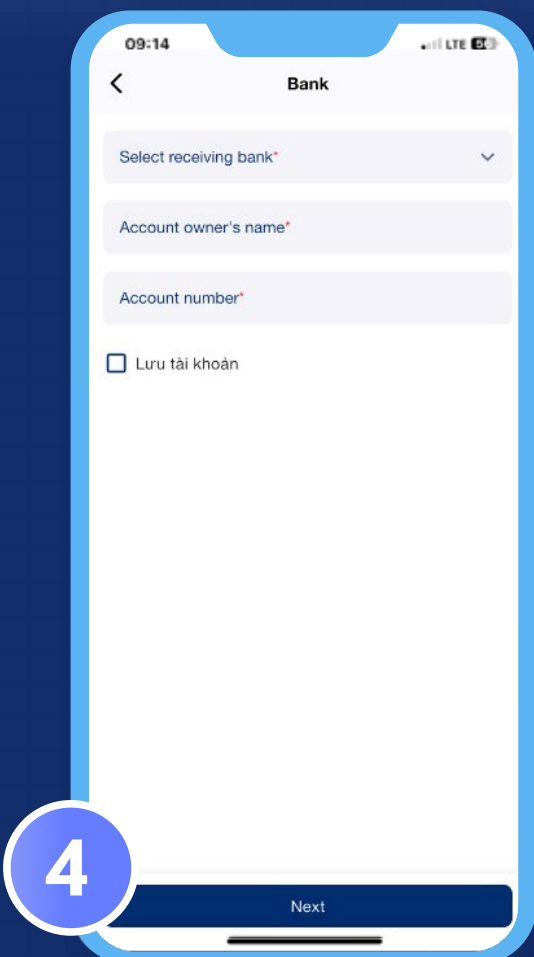 09:14
LTE
Bank
Select receiving bank*
Account owner's name*
Account number*
Lưu tài khoản
4
Next